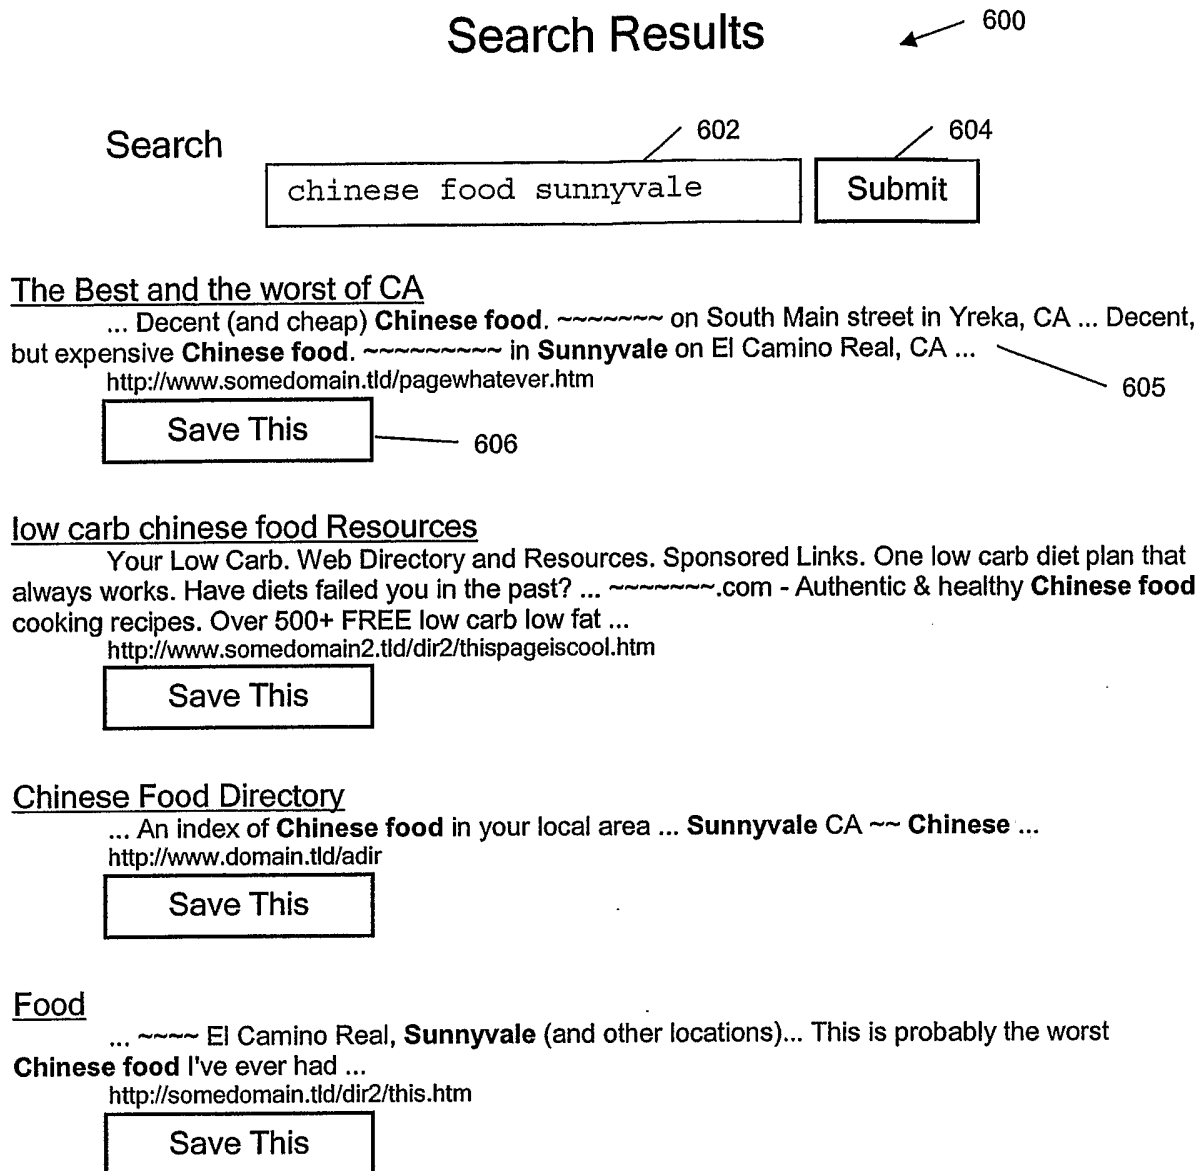 Search Results
600
Search
602
604
chinese food sunnyvale
Submit
The Best and the worst of CA
... Decent (and cheap) Chinese food. ~~~~~~~ on South Main street in Yreka, CA ... Decent,
but expensive Chinese food. ~~~~~~~~~ in Sunnyvale on El Camino Real, CA ...
605
http://www.somedomain.tld/pagewhatever.htm
Save This
606
low carb chinese food Resources
Your Low Carb. Web Directory and Resources. Sponsored Links. One low carb diet plan that
always works. Have diets failed you in the past? ... ~~~~~~~.com - Authentic & healthy Chinese food
cooking recipes. Over 500+ FREE low carb low fat ...
http://www.somedomain2.tld/dir2/thispageiscool.htm
Save This
Chinese Food Directory
... An index of Chinese food in your local area ... Sunnyvale CA ~~ Chinese ...
http://www.domain.tld/adir
Save This
Food
... ~~~~ El Camino Real, Sunnyvale (and other locations)... This is probably the worst
Chinese food I've ever had ...
http://somedomain.tld/dir2/this.htm
Save This